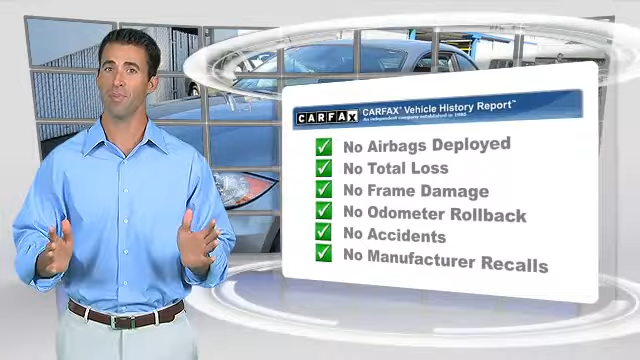 CARFAX CARFAX® Vehicle History Report™
An independent company established in 1986
No Airbags Deployed
No Total Loss
No Frame Damage
No Odometer Rollback
No Accidents
No Manufacturer Recalls